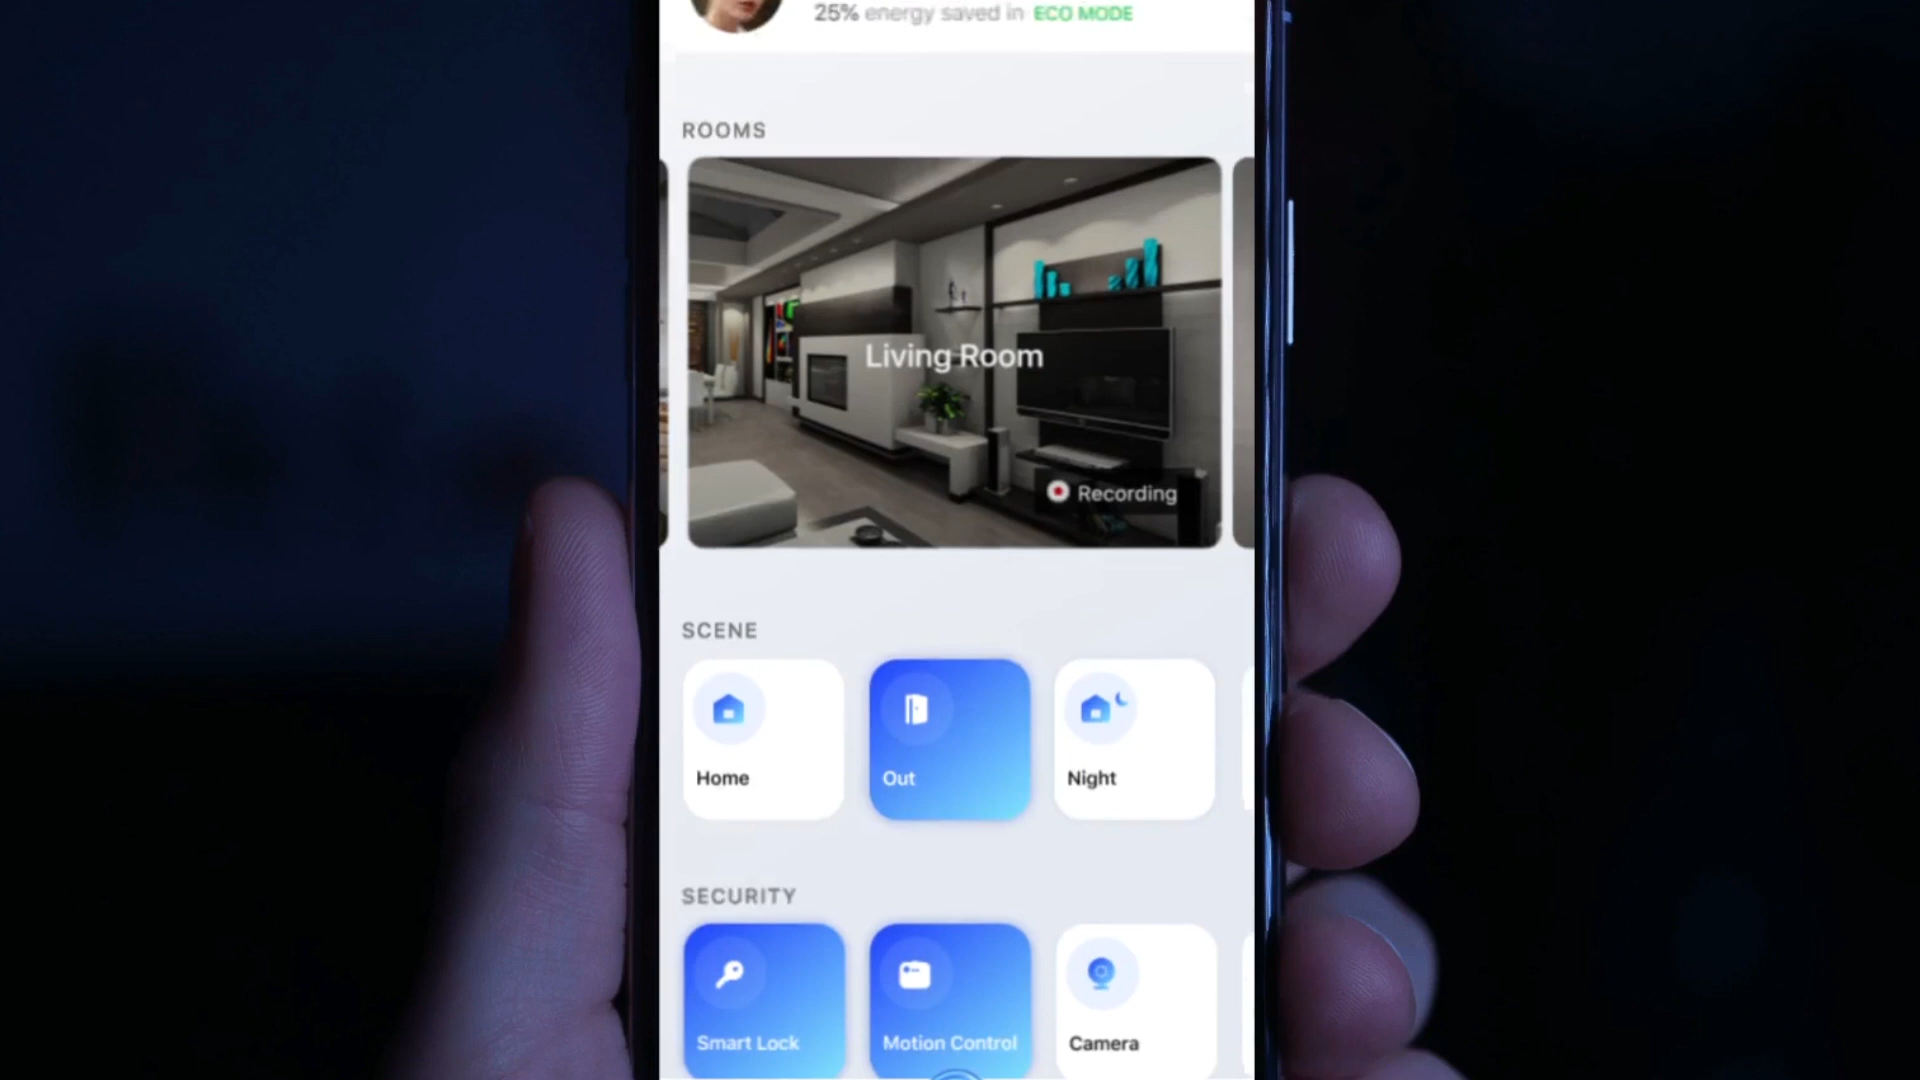 25% energy saved in ECO MODE
ROOMS
Living Room
Recording
SCENE
Home
Out
Night
SECURITY
Smart Lock
Motion Control
Camera